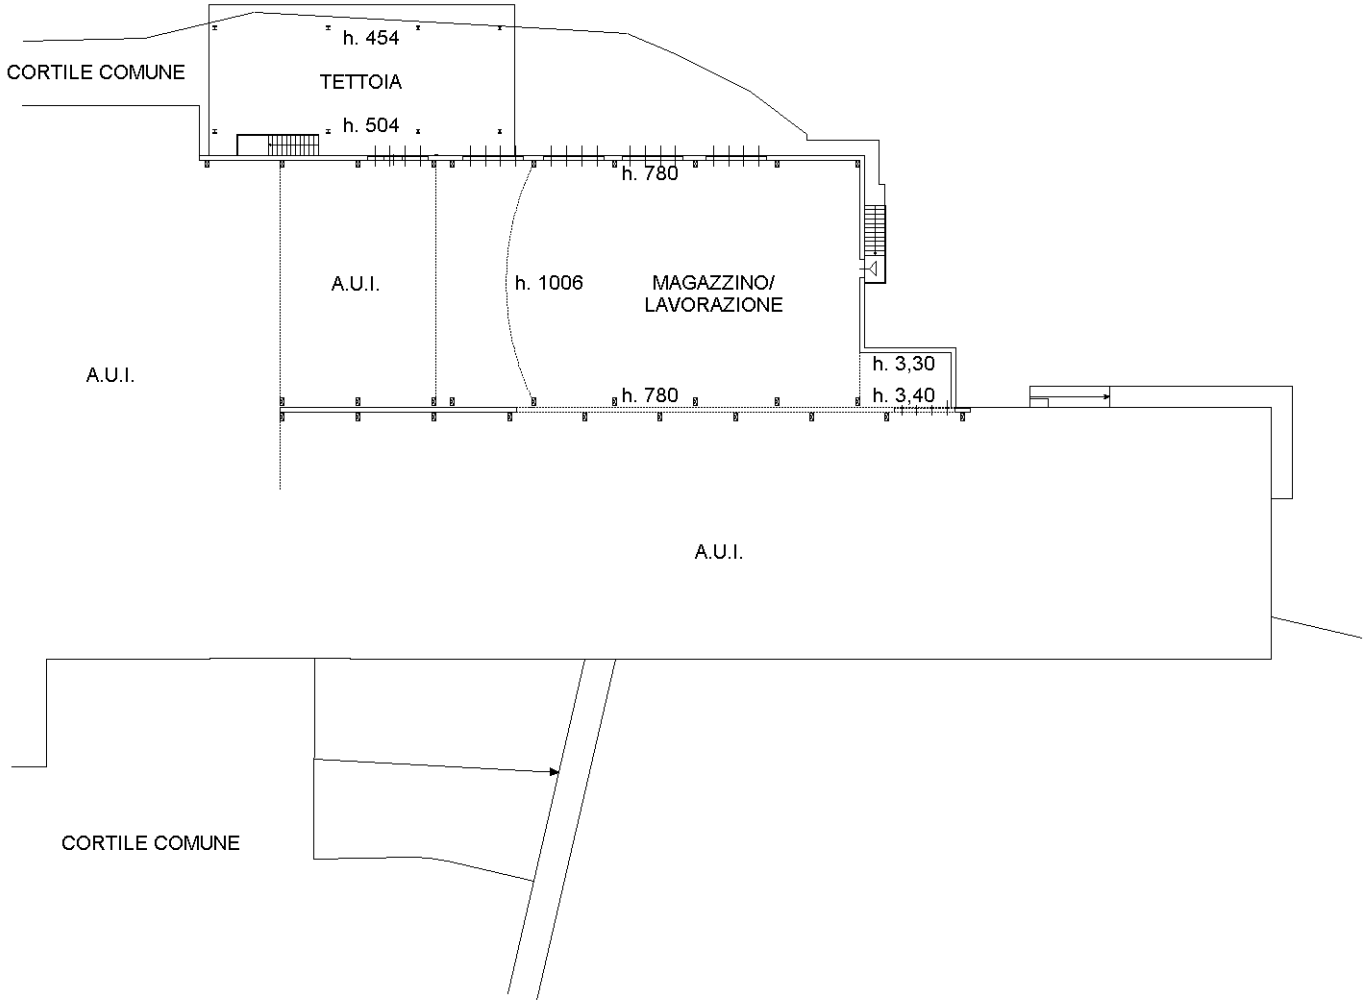 h. 454
CORTILE COMUNE
TETTOIA
h. 504
h. 780
A.U.I.
h. 1006
MAGAZZINO/
LAVORAZIONE
h. 3,30
A.U.I.
h. 780
h. 3,40
A.U.I.
CORTILE COMUNE